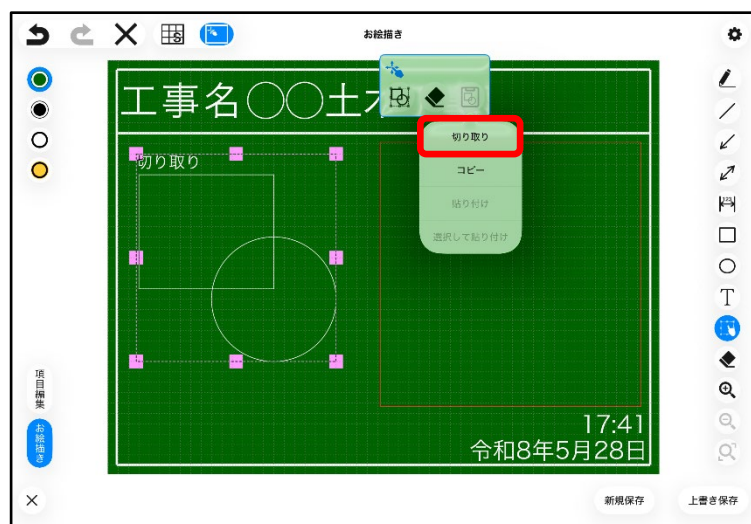 お絵描き
工事名○○土
切り取り
切り取り
コピー
貼り付け
選択して貼り付け
123
T
項目編集
お絵描き
17:41
令和8年5月28日
新規保存
上書き保存